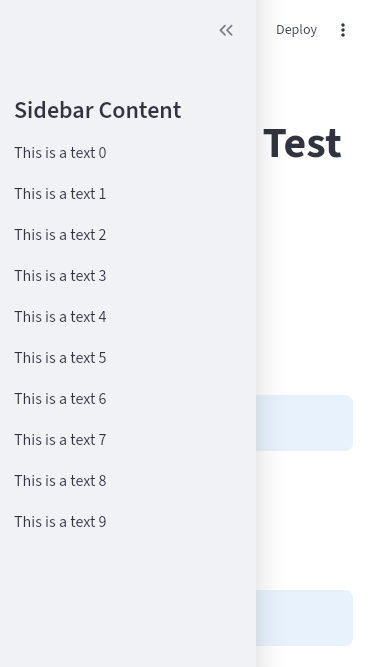 Deploy
Sidebar Content
Test
This is a text 0
This is a text 1
This is a text 2
This is a text 3
This is a text 4
This is a text 5
This is a text 6
This is a text 7
This is a text 8
This is a text 9